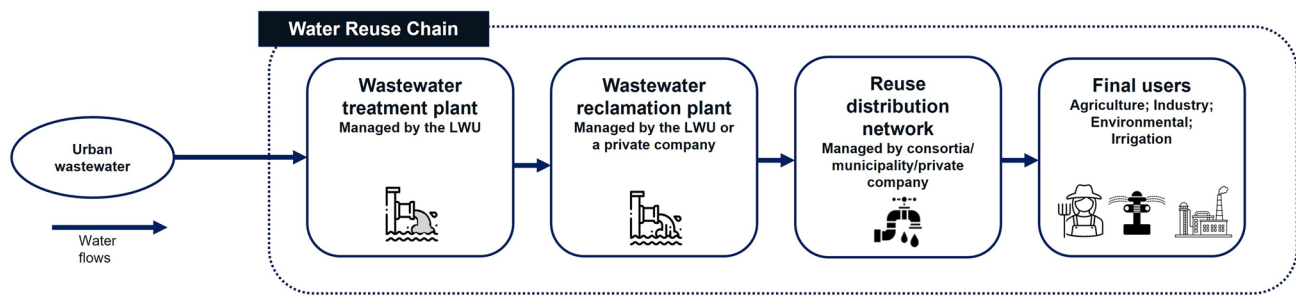 Water Reuse Chain
Urban
wastewater
Water
flows
Wastewater
treatment plant
Managed by the LWU
Wastewater
reclamation plant
Managed by the LWU or
a private company
Reuse
distribution
network
Managed by consortia/
municipality/private
company
Final users
Agriculture; Industry;
Environmental;
Irrigation